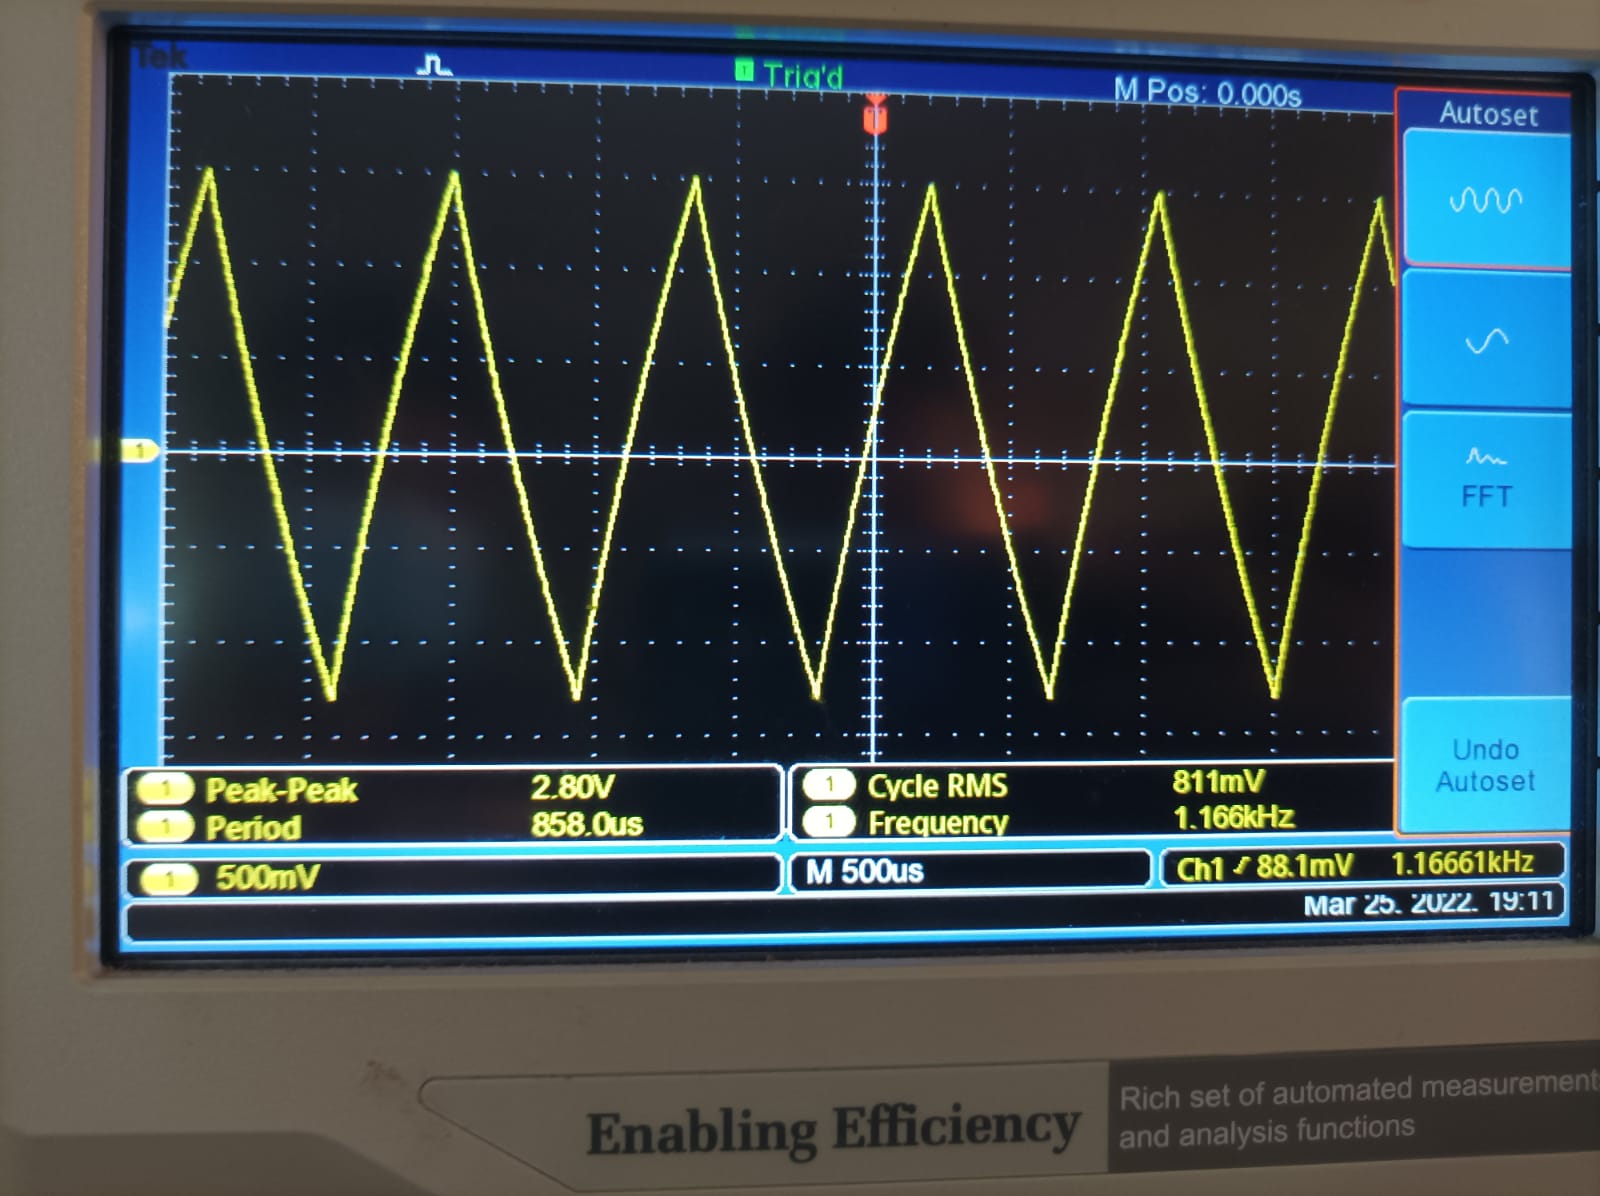 Tek
1 Trig'd
M Pos: 0.000s
Autoset
T
1
FFT
Undo
Autoset
1 Peak-Peak 2.80V
1 Period 858.0us
1 Cycle RMS 811mV
1 Frequency 1.166kHz
1 500mV
M 500us
Ch1 88.1mV 1.16661kHz
Mar 25. 2022. 19:11
Enabling Efficiency
Rich set of automated measurement
and analysis functions